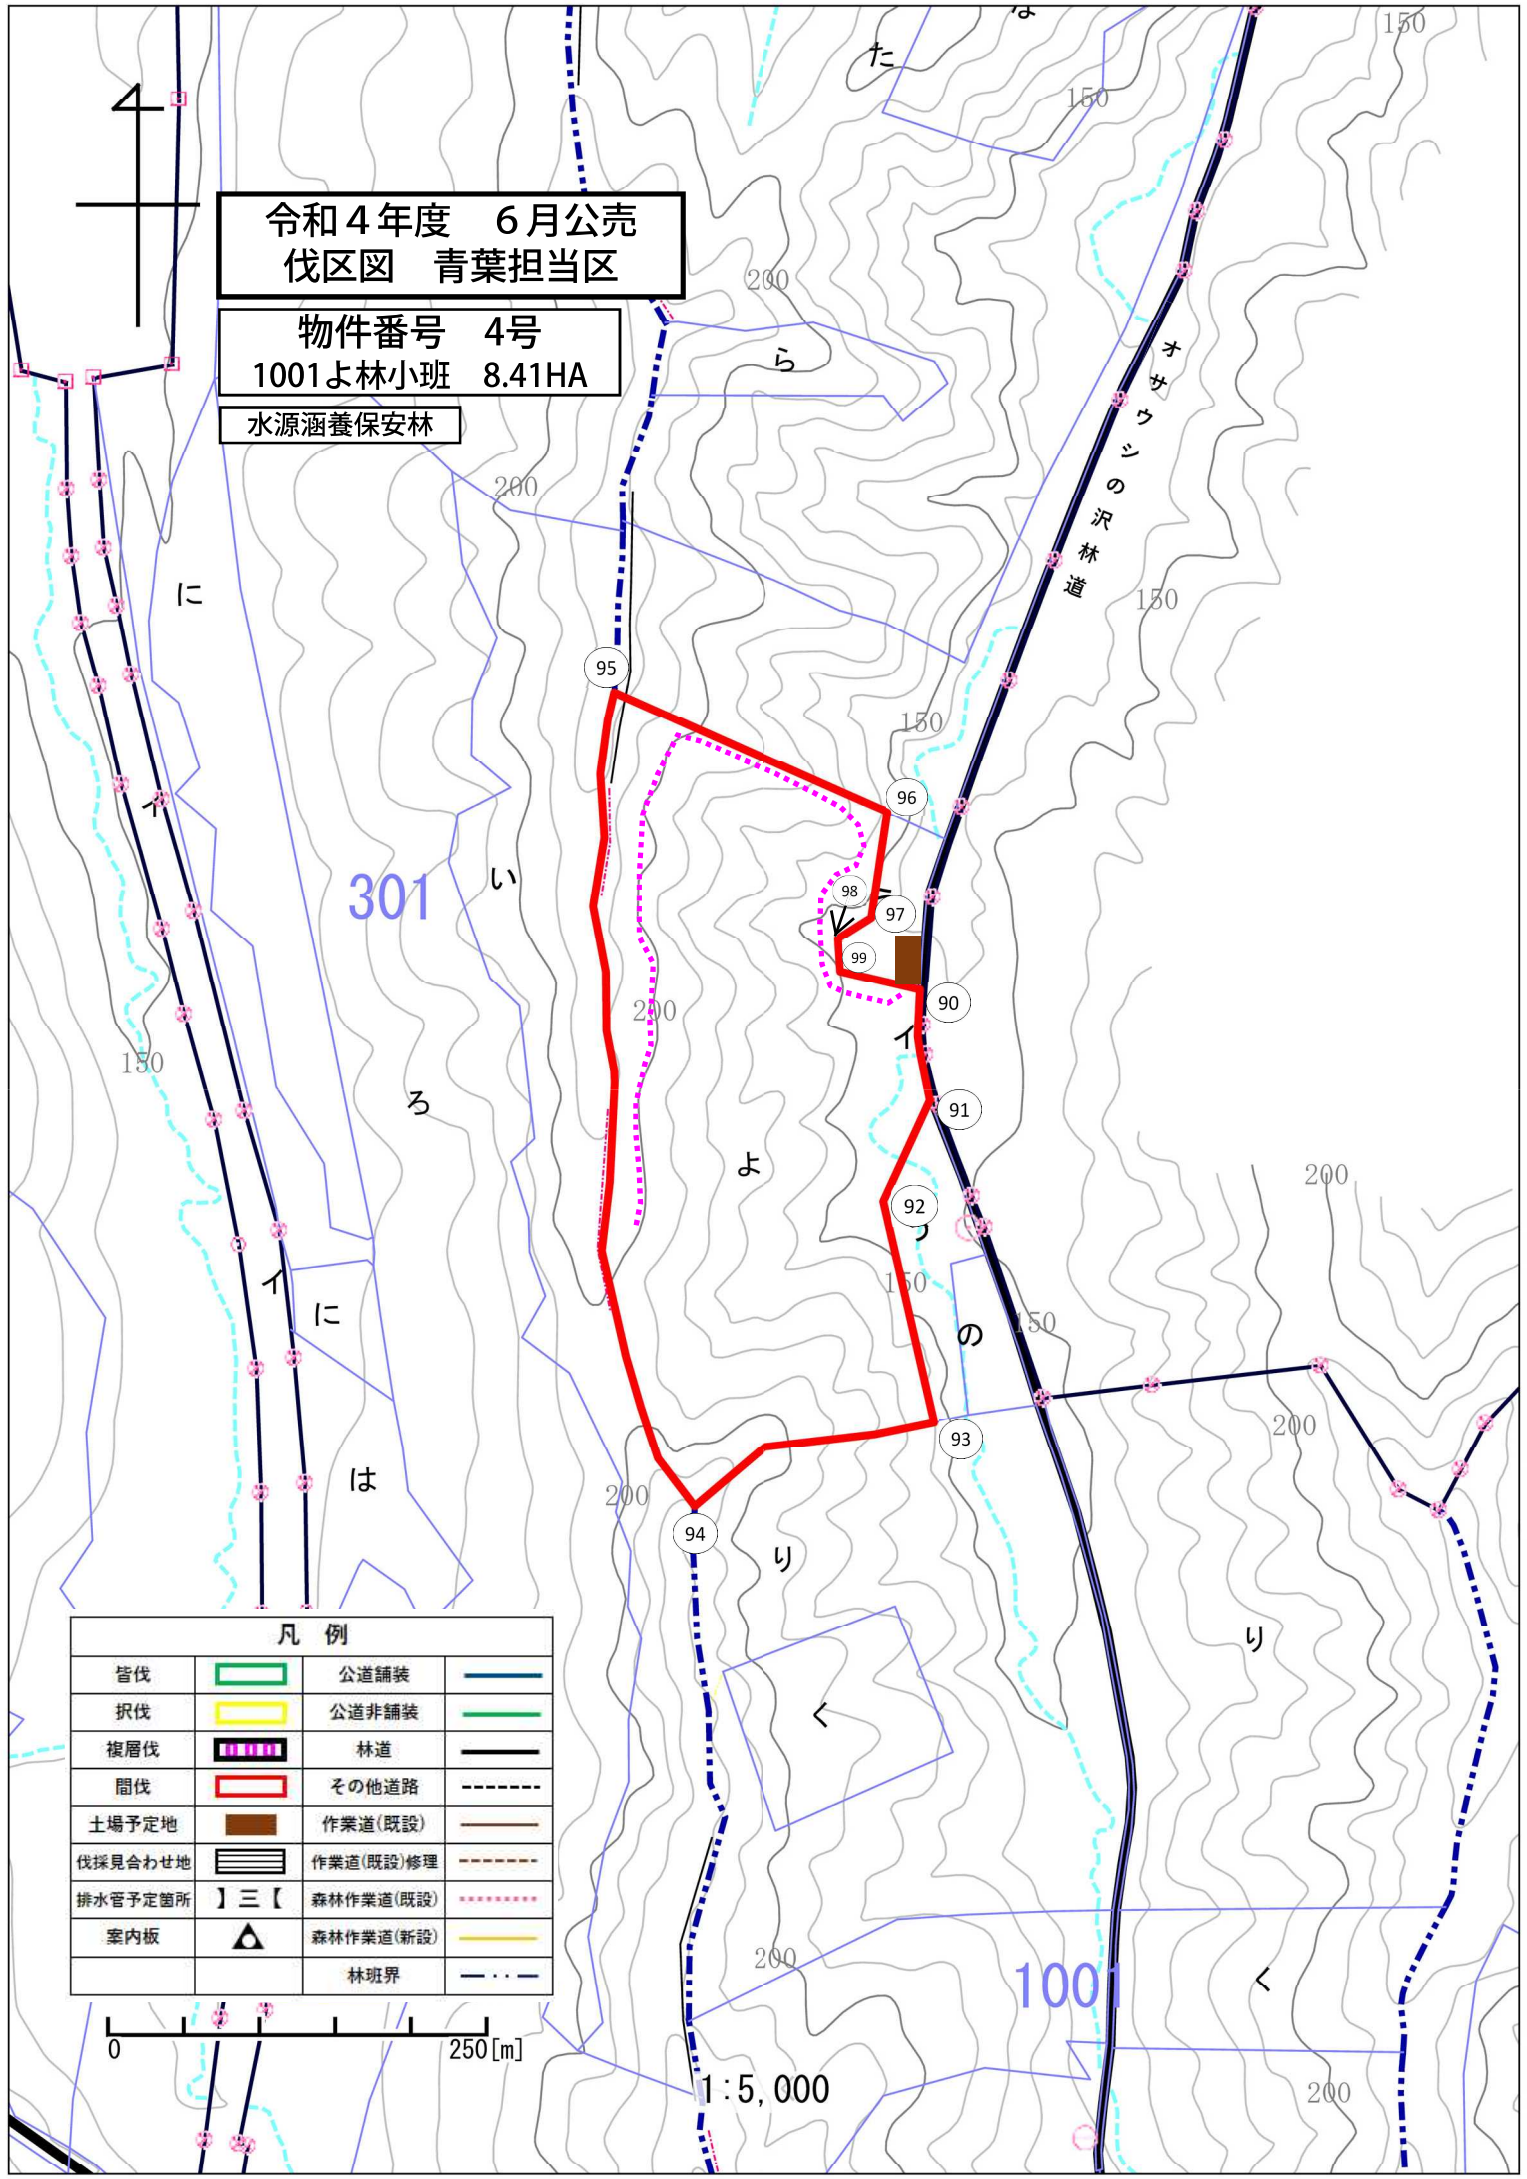 な
150
た
150
令和４年度　６月公売
伐区図　青葉担当区
200
物件番号　4号
1001よ林小班　8.41HA
ら
オサウシの沢林道
水源涵養保安林
200
に
150
95
150
96
イ
301
い
98
97
99
200
90
イ
150
ろ
91
よ
200
92
う
イ
150
に
の
150
200
93
は
200
94
り
り
凡　例
皆伐　公道舗装
択伐　公道非舗装
複層伐　林道
間伐　その他道路
土場予定地　作業道(既設)
伐採見合わせ地　作業道(既設)修理
排水管予定箇所　】三【　森林作業道(既設)
案内板　森林作業道(新設)
林班界
く
200
1001
く
0　250[m]
1:5,000
200